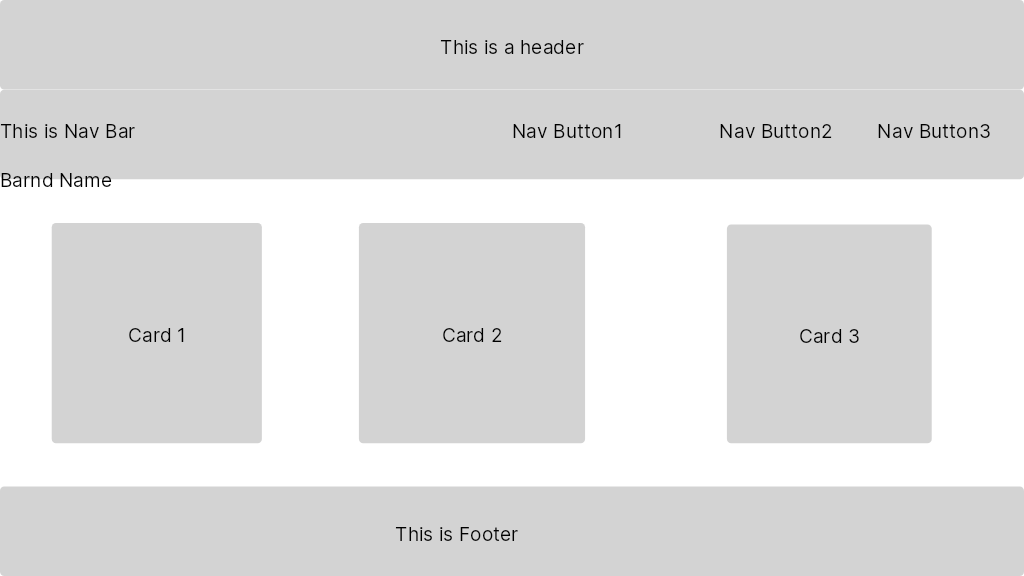 This is a header
This is Nav Bar
Nav Button1
Nav Button2
Nav Button3
Barnd Name
Card 1
Card 2
Card 3
This is Footer